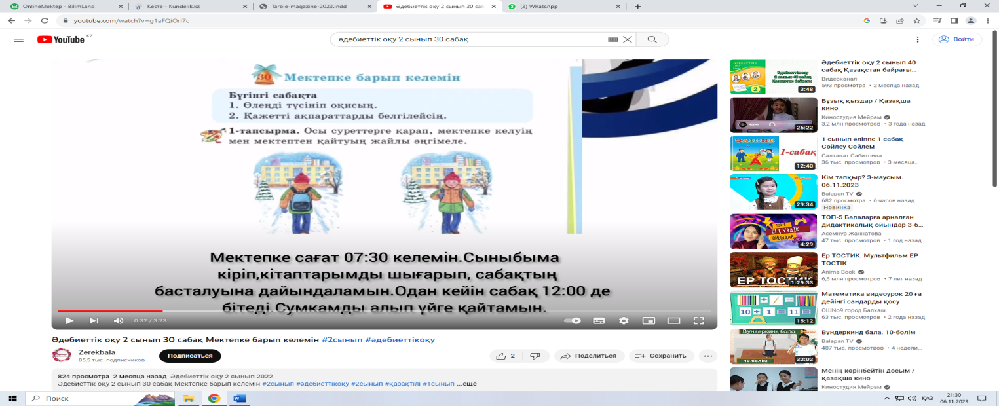 OnlineMektep - BilimLand
Кесте - Kundelik.kz
Tarbie-magazine-2023.indd
Әдебиеттік оқу 2 сынып 30 саб
(3) WhatsApp
youtube.com/watch?v=g1aFQiOri7c
YouTube KZ
әдебиеттік оқу 2 сынып 30 сабақ
Войти
30 Мектепке барып келемін
Бүгінгі сабақта
1. Өлеңді түсініп оқисың.
2. Қажетті ақпараттарды белгілейсің.
1-тапсырма. Осы суреттерге қарап, мектепке келуің
мен мектептен қайтуың жайлы әңгімеле.
Мектепке сағат 07:30 келемін.Сыныбыма
кіріп,кітаптарымды шығарып, сабақтың
басталуына дайындаламын.Одан кейін сабақ 12:00 де
бітеді.Сумкамды алып үйге қайтамын.
0:32 / 3:23
Әдебиеттік оқу 2 сынып 30 сабақ Мектепке барып келемін #2сынып #әдебиеттікоқу
Zerekbala
85,5 тыс. подписчиков
Подписаться
2
Поделиться
Сохранить
824 просмотра 2 месяца назад Әдебиеттік оқу 2 сынып 2022
Әдебиеттік оқу 2 сынып 30 сабақ Мектепке барып келемін #2сынып #әдебиеттікоқу #2сынып #қазақтілі #1сынып ...ещё
3:48
Әдебиеттік оқу 2 сынып 40
сабақ Қазақстан байрағы...
Видеоканал
593 просмотра • 2 месяца назад
25:22
Бұзық қыздар / Қазақша
кино
Киностудия Мейрам
3,2 млн просмотров • 3 года назад
ӘЛІППЕ
1-сабақ
12:40
1 сынып әліппе 1 сабақ
Сөйлеу Сөйлем
Салтанат Сабитовна
36 тыс. просмотров • 3 месяца...
29:34
Кім тапқыр? 3-маусым.
06.11.2023
Balapan TV
682 просмотра • 6 часов назад
Новинка
ТОП-5
ЕҢ ҮЗДІК
ОЙЫНДАР
4:29
ТОП-5 Балаларға арналған
дидактикалық ойындар 3-6...
Асемнур Жаннатова
47 тыс. просмотров • 1 год назад
ЕР ТОСТИК
1:29:33
Ер ТОСТИК. Мультфильм ЕР
ТӨСТІК
Anima Book
6,6 млн просмотров • 7 лет назад
10 + 1 = 11
15:12
Математика видеоурок 20 ға
дейінгі сандарды қосу
ОШ№9 город Балхаш
63 тыс. просмотров • 2 года назад
Вундеркинд бала
10-бөлім
32:02
Вундеркинд бала. 10-бөлім
Balapan TV
487 тыс. просмотров • 4 недели...
Менің көрінбейтін досым /
қазақша кино
Киностудия Мейрам
Поиск
ҚАЗ
21:30
06.11.2023